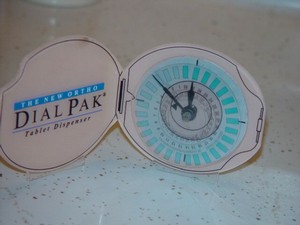 THE NEW ORTHO
DIAL PAK
Tablet Dispenser